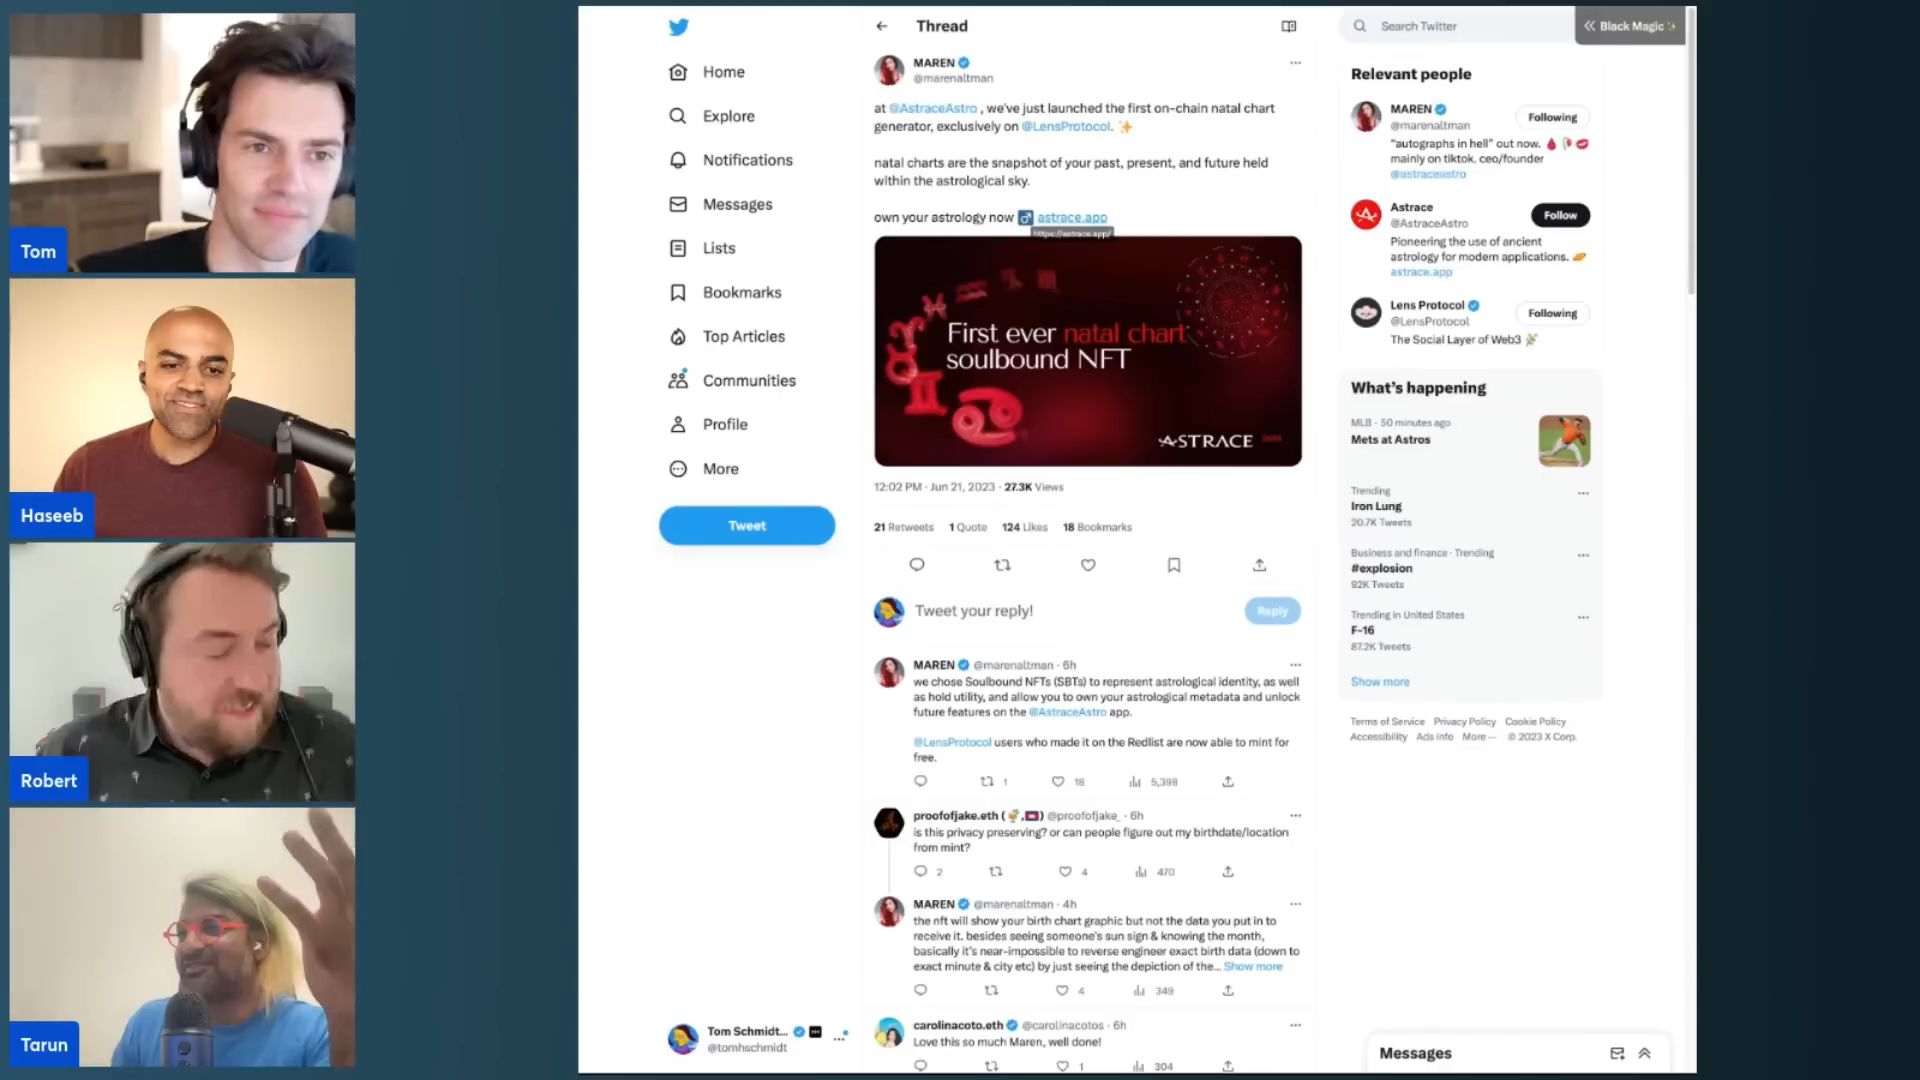 Tom
Haseeb
Robert
Tarun
Home
Explore
Notifications
Messages
Lists
Bookmarks
Top Articles
Communities
Profile
More
Tweet
Tom Schmidt...
@tomhschmidt
Thread
MAREN
@marenaltman
at @AstraceAstro , we've just launched the first on-chain natal chart
generator, exclusively on @LensProtocol. ✨
natal charts are the snapshot of your past, present, and future held
within the astrological sky.
own your astrology now ♂ astrace.app
https://astrace.app/
First ever natal chart
soulbound NFT
ASTRACE
12:02 PM · Jun 21, 2023 · 27.3K Views
21 Retweets 1 Quote 124 Likes 18 Bookmarks
Tweet your reply!
Reply
MAREN @marenaltman · 6h
we chose Soulbound NFTs (SBTs) to represent astrological identity, as well
as hold utility, and allow you to own your astrological metadata and unlock
future features on the @AstraceAstro app.
@LensProtocol users who made it on the Redlist are now able to mint for
free.
1 18 5,398
proofofjake.eth ( , ) @proofofjake_ · 6h
is this privacy preserving? or can people figure out my birthdate/location
from mint?
2 4 470
MAREN @marenaltman · 4h
the nft will show your birth chart graphic but not the data you put in to
receive it. besides seeing someone's sun sign & knowing the month,
basically it's near-impossible to reverse engineer exact birth data (down to
exact minute & city etc) by just seeing the depiction of the... Show more
4 349
carolinacoto.eth @carolinacotos · 6h
Love this so much Maren, well done!
1 304
Search Twitter
Black Magic ✨
Relevant people
MAREN
@marenaltman
Following
"autographs in hell" out now.
mainly on tiktok. ceo/founder
@astraceastro
Astrace
@AstraceAstro
Follow
Pioneering the use of ancient
astrology for modern applications.
astrace.app
Lens Protocol
@LensProtocol
Following
The Social Layer of Web3
What's happening
MLB · 50 minutes ago
Mets at Astros
Trending
Iron Lung
20.7K Tweets
Business and finance · Trending
#explosion
92K Tweets
Trending in United States
F-16
87.2K Tweets
Show more
Terms of Service Privacy Policy Cookie Policy
Accessibility Ads info More ··· © 2023 X Corp.
Messages